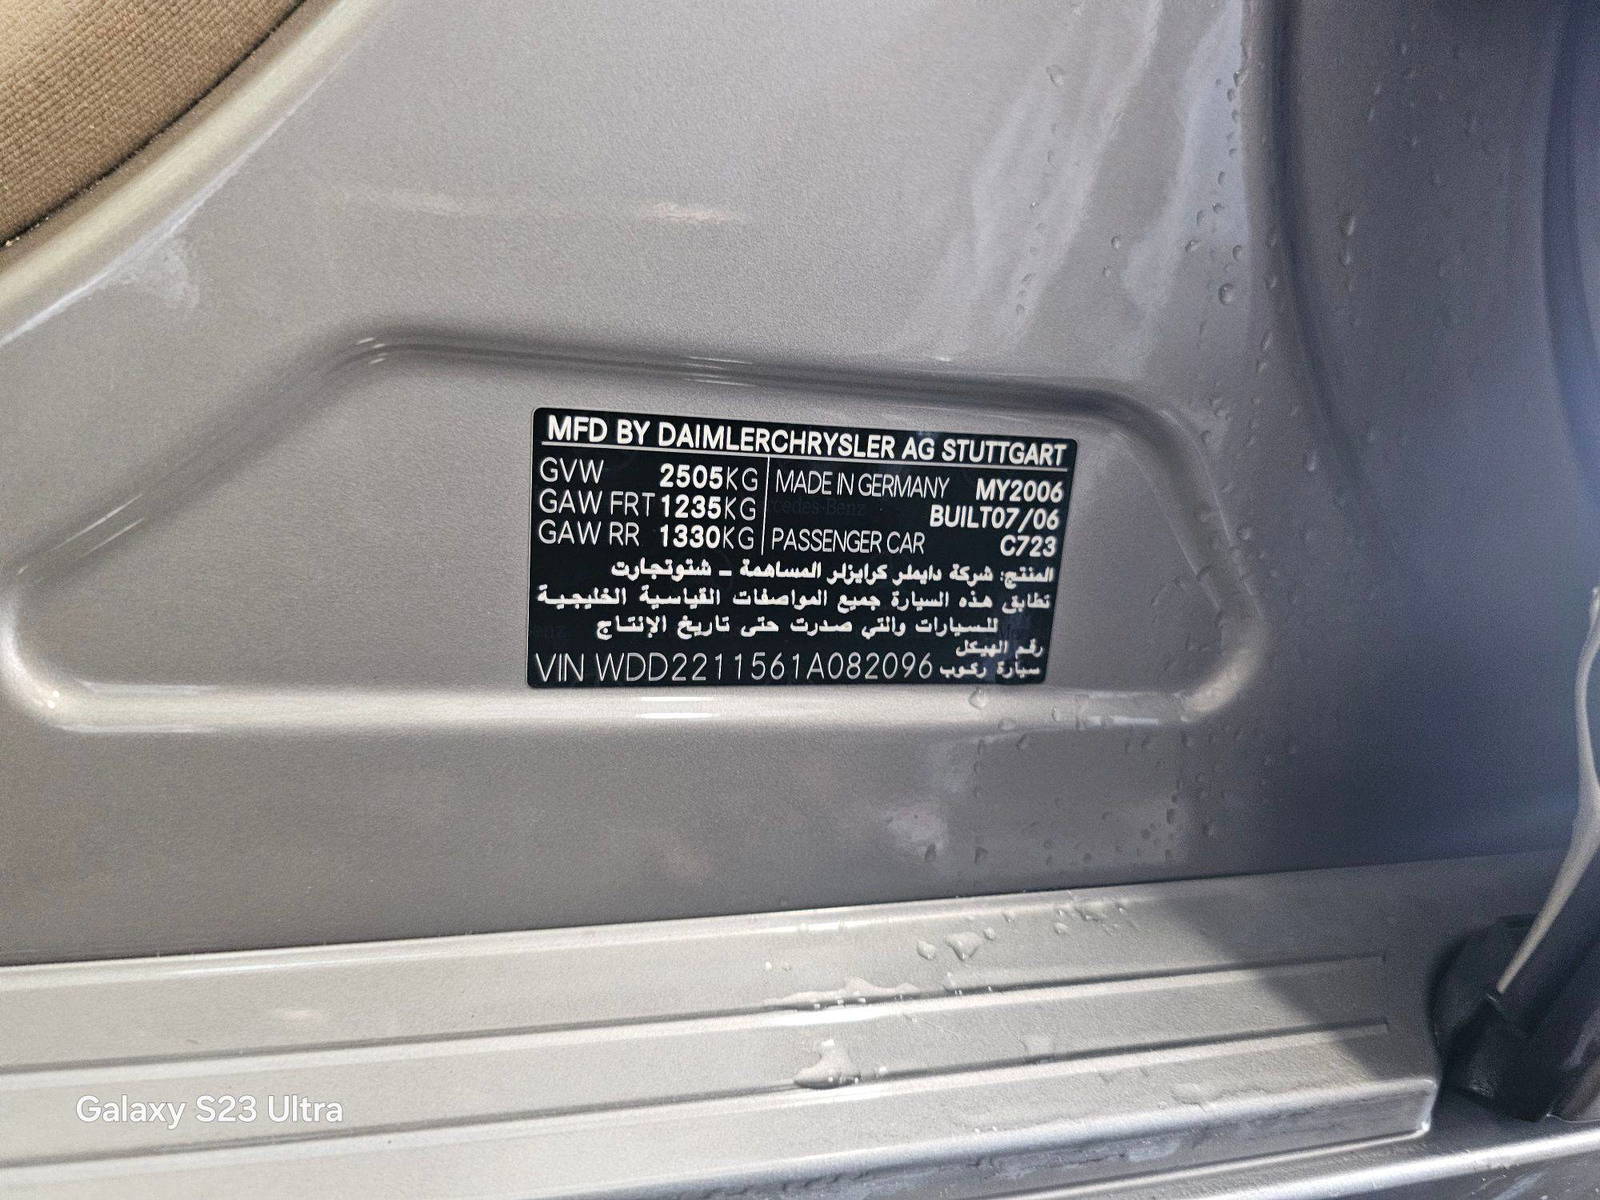 MFD BY DAIMLERCHRYSLER AG STUTTGART
GVW 2505KG
GAW FRT 1235KG
GAW RR 1330KG
MADE IN GERMANY MY2006
BUILT07/06
PASSENGER CAR C723
المنتج: شركة دايملر كرايزلر المساهمة – شتوتجارت
تطابق هذه السيارة جميع المواصفات القياسية الخليجية
للسيارات والتي صدرت حتى تاريخ الإنتاج
رقم الهيكل
VIN WDD2211561A082096 سيارة ركوب
Galaxy S23 Ultra